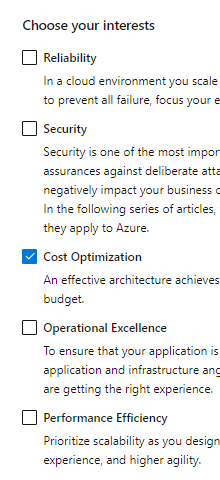 Choose your interests
Reliability
In a cloud environment you scale
to prevent all failure, focus your e
Security
Security is one of the most impor
assurances against deliberate atta
negatively impact your business o
In the following series of articles,
they apply to Azure.
Cost Optimization
An effective architecture achieves
budget.
Operational Excellence
To ensure that your application is
application and infrastructure ang
are getting the right experience.
Performance Efficiency
Prioritize scalability as you design
experience, and higher agility.